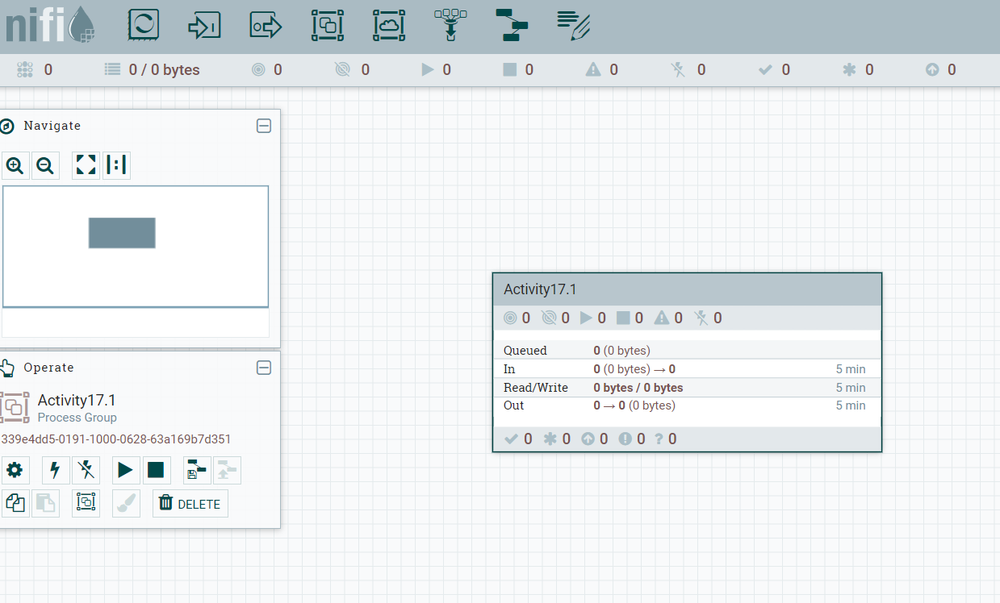 nifi
0 0 / 0 bytes 0 0 0 0 0 0 0 0 0
Navigate
Operate
Activity17.1
Process Group
339e4dd5-0191-1000-0628-63a169b7d351
DELETE
Activity17.1
0 0 0 0 0 0
Queued 0 (0 bytes)
In 0 (0 bytes) → 0 5 min
Read/Write 0 bytes / 0 bytes 5 min
Out 0 → 0 (0 bytes) 5 min
0 0 0 0 ? 0